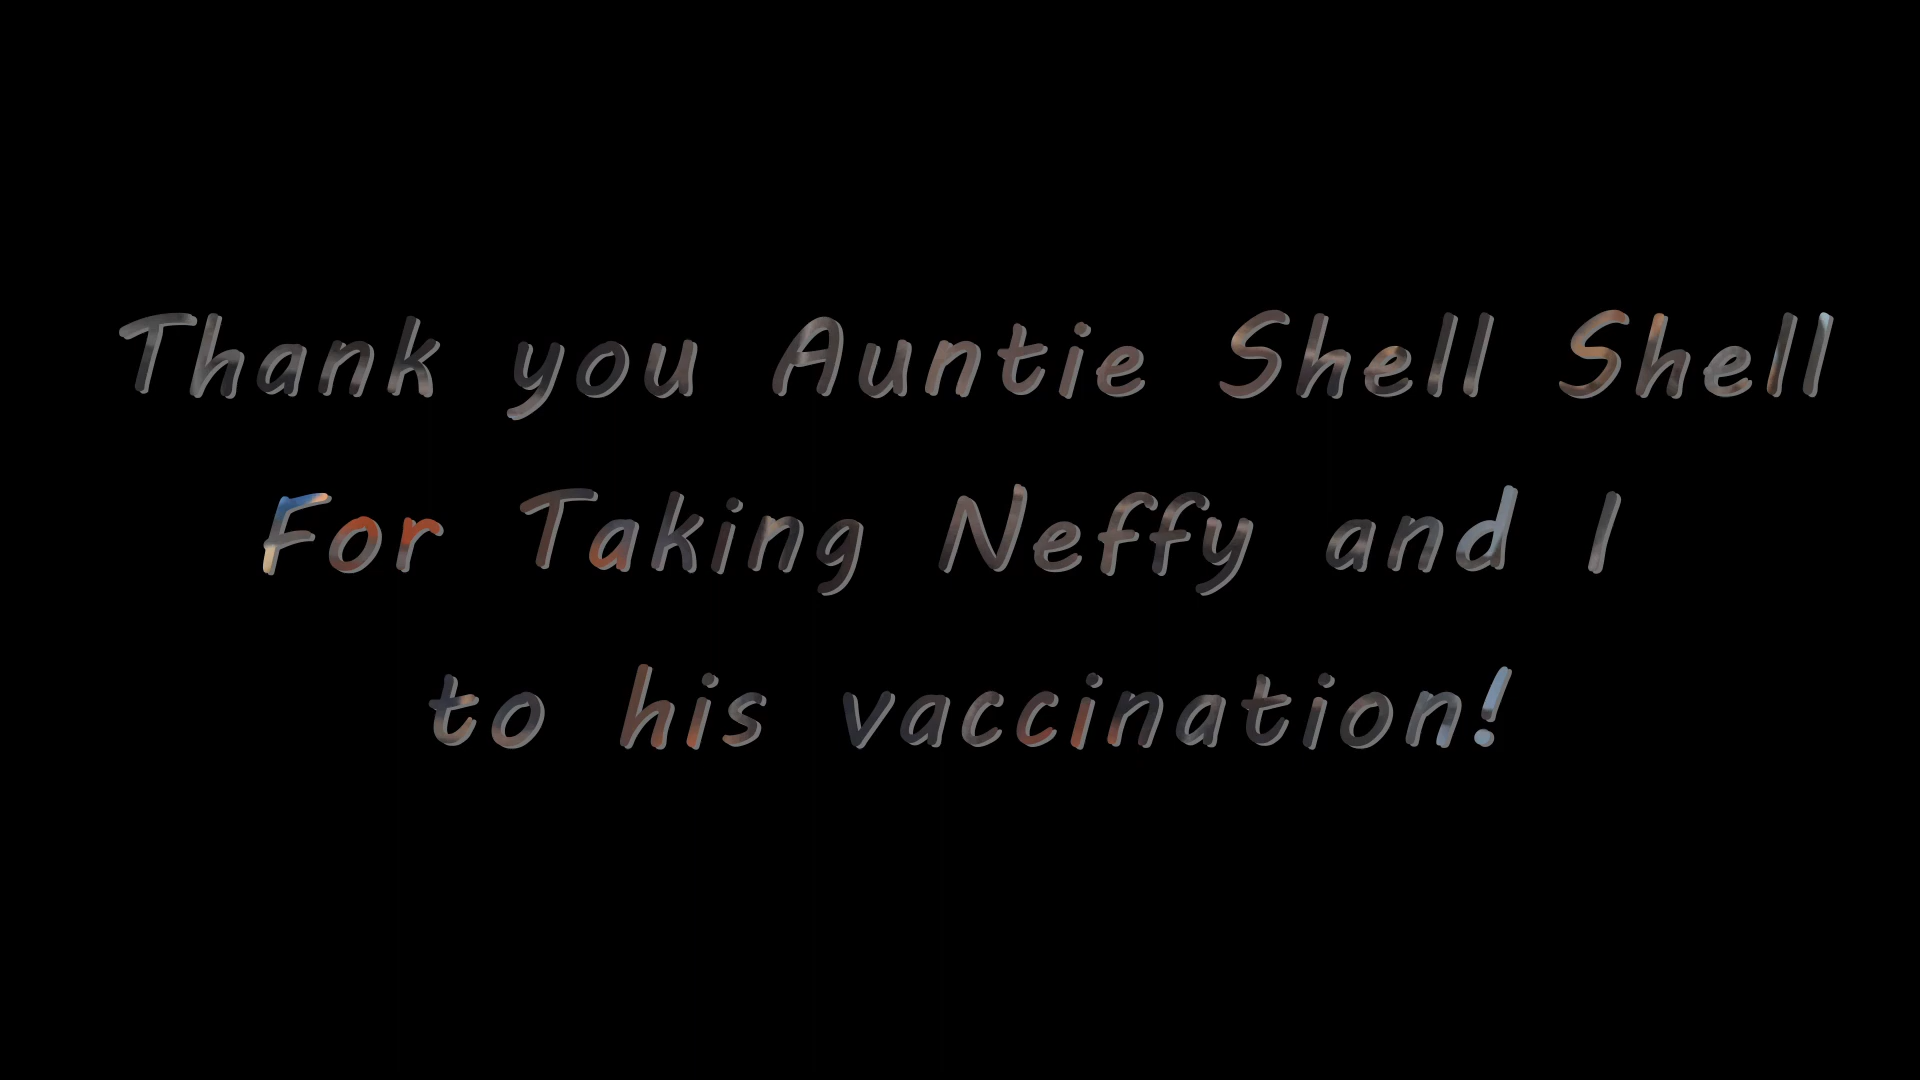 Thank you Auntie Shell Shell
For Taking Neffy and I
to his vaccination!